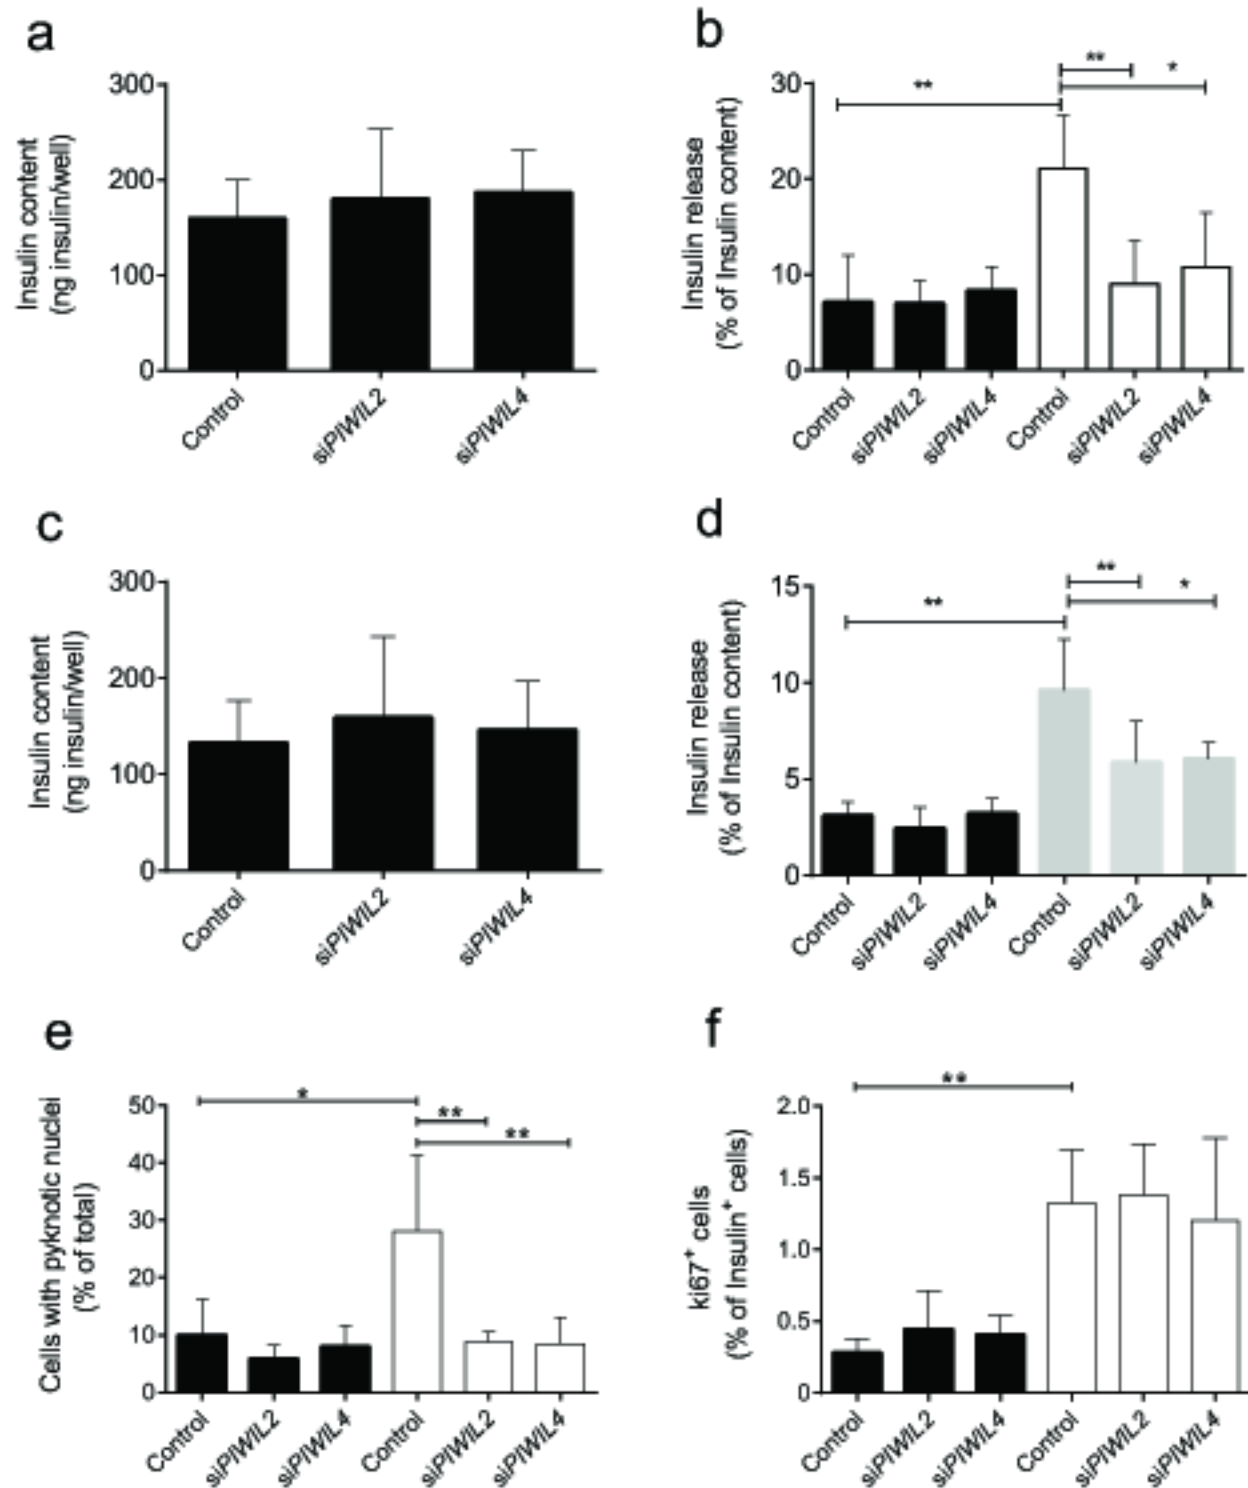 a
Insulin content
(ng insulin/well)
300
200
100
0
Control
siPIWIL2
siPIWIL4
b
Insulin release
(% of Insulin content)
30
20
10
0
**
**
*
Control
siPIWIL2
siPIWIL4
Control
siPIWIL2
siPIWIL4
c
Insulin content
(ng insulin/well)
300
200
100
0
Control
siPIWIL2
siPIWIL4
d
Insulin release
(% of Insulin content)
15
10
5
0
**
**
*
Control
siPIWIL2
siPIWIL4
Control
siPIWIL2
siPIWIL4
e
Cells with pyknotic nuclei
(% of total)
50
40
30
20
10
0
*
**
**
Control
siPIWIL2
siPIWIL4
Control
siPIWIL2
siPIWIL4
f
ki67⁺ cells
(% of Insulin⁺ cells)
2.0
1.5
1.0
0.5
0
**
Control
siPIWIL2
siPIWIL4
Control
siPIWIL2
siPIWIL4